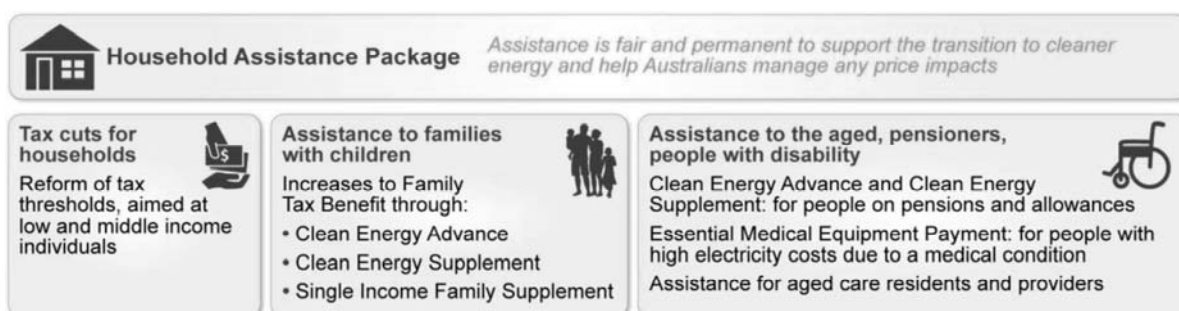 Household Assistance Package
Assistance is fair and permanent to support the transition to cleaner
energy and help Australians manage any price impacts
Tax cuts for
households
$
Reform of tax
thresholds, aimed at
low and middle income
individuals
Assistance to families
with children
Increases to Family
Tax Benefit through:
• Clean Energy Advance
• Clean Energy Supplement
• Single Income Family Supplement
Assistance to the aged, pensioners,
people with disability
Clean Energy Advance and Clean Energy
Supplement: for people on pensions and allowances
Essential Medical Equipment Payment: for people with
high electricity costs due to a medical condition
Assistance for aged care residents and providers